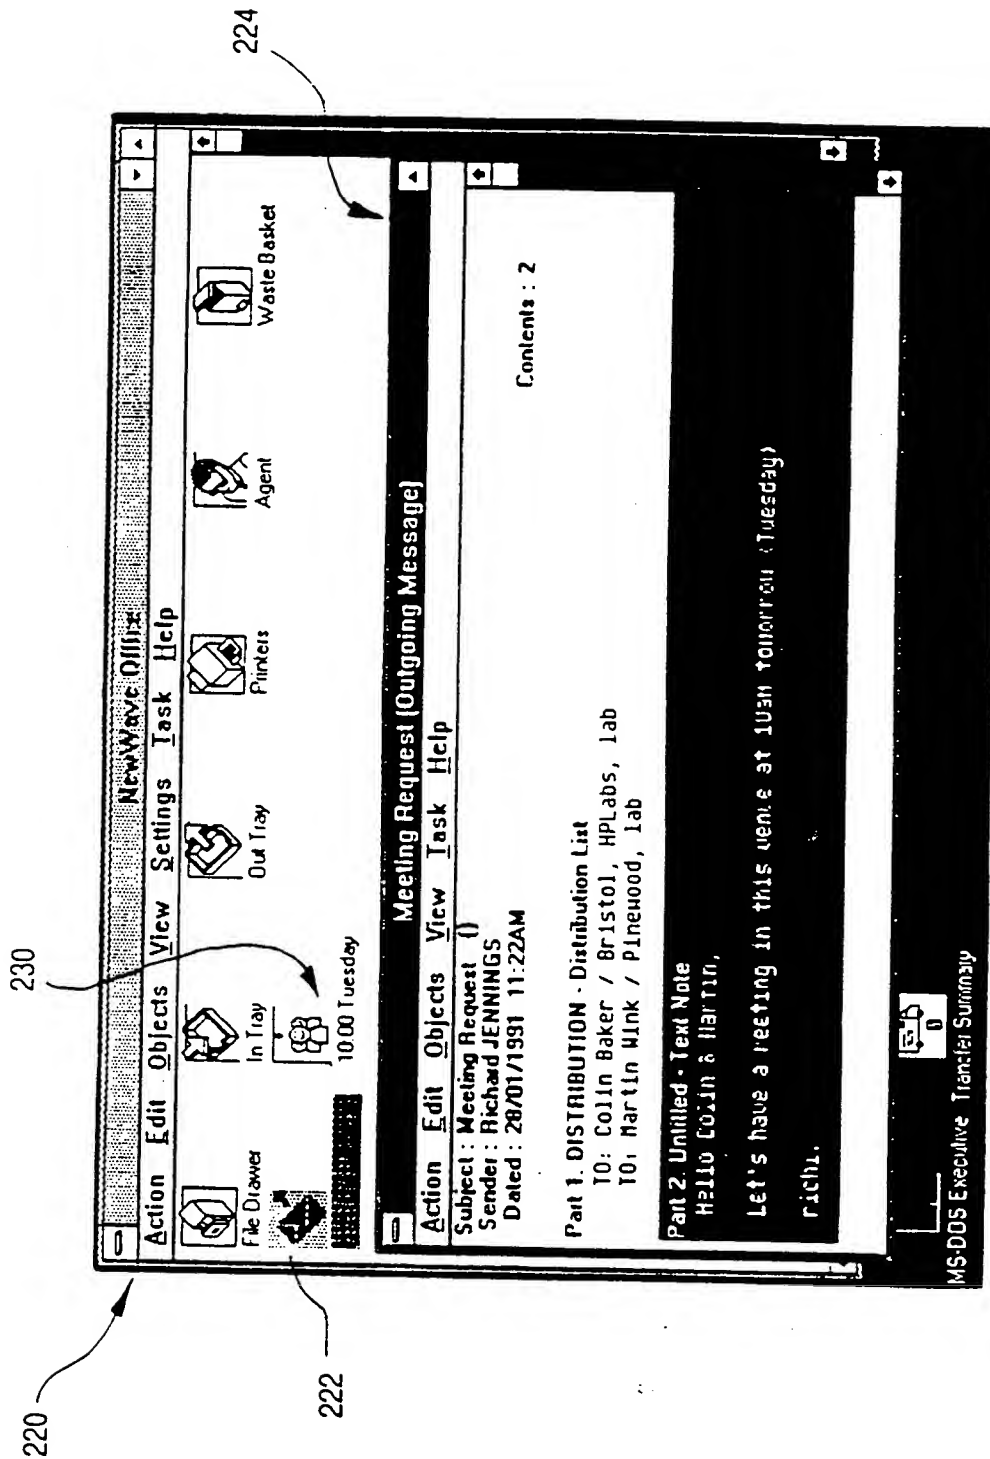 220
230
224
222
NewWave Office
Action Edit Objects View Settings Task Help
File Drawer
In Tray
Out Tray
Printers
Agent
Waste Basket
10:00 Tuesday
Meeting Request (Outgoing Message)
Action Edit Objects View Task Help
Subject : Meeting Request ()
Sender : Richard JENNINGS
Dated : 28/01/1991 11:22AM
Contents : 2
Part 1. DISTRIBUTION - Distribution List
TO: Colin Baker / Bristol, HPLabs, lab
TO: Martin Wink / Pinewood, lab
Part 2. Untitled - Text Note
Hello Colin & Martin,
Let's have a meeting in this venue at 10am tomorrow (Tuesday)
richi.
MS-DOS Executive Transfer Summary